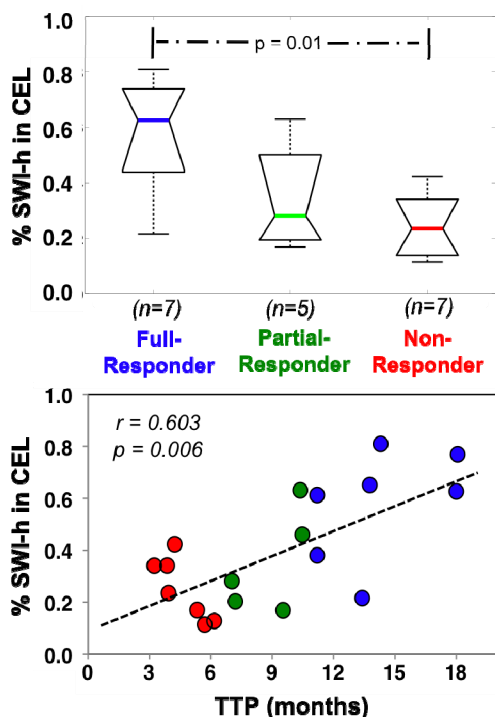 p = 0.01
% SWI-h in CEL
1.0
0.8
0.6
0.4
0.2
0.0
(n=7) (n=5) (n=7)
Full- Partial- Non-
Responder Responder Responder
r = 0.603
p = 0.006
% SWI-h in CEL
1.0
0.8
0.6
0.4
0.2
0.0
0 3 6 9 12 15 18
TTP (months)